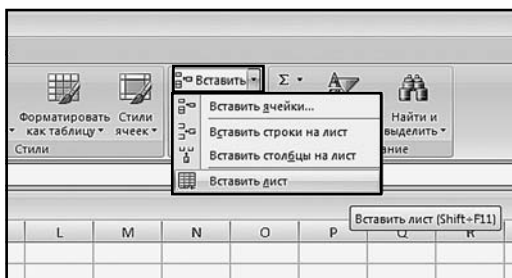 Вставить
Σ
Форматировать
как таблицу
Стили
ячеек
Найти и
выделить
Стили
ание
Вставить ячейки...
Вставить строки на лист
Вставить столбцы на лист
Вставить лист
Вставить лист (Shift+F11)
L M N O P Q R